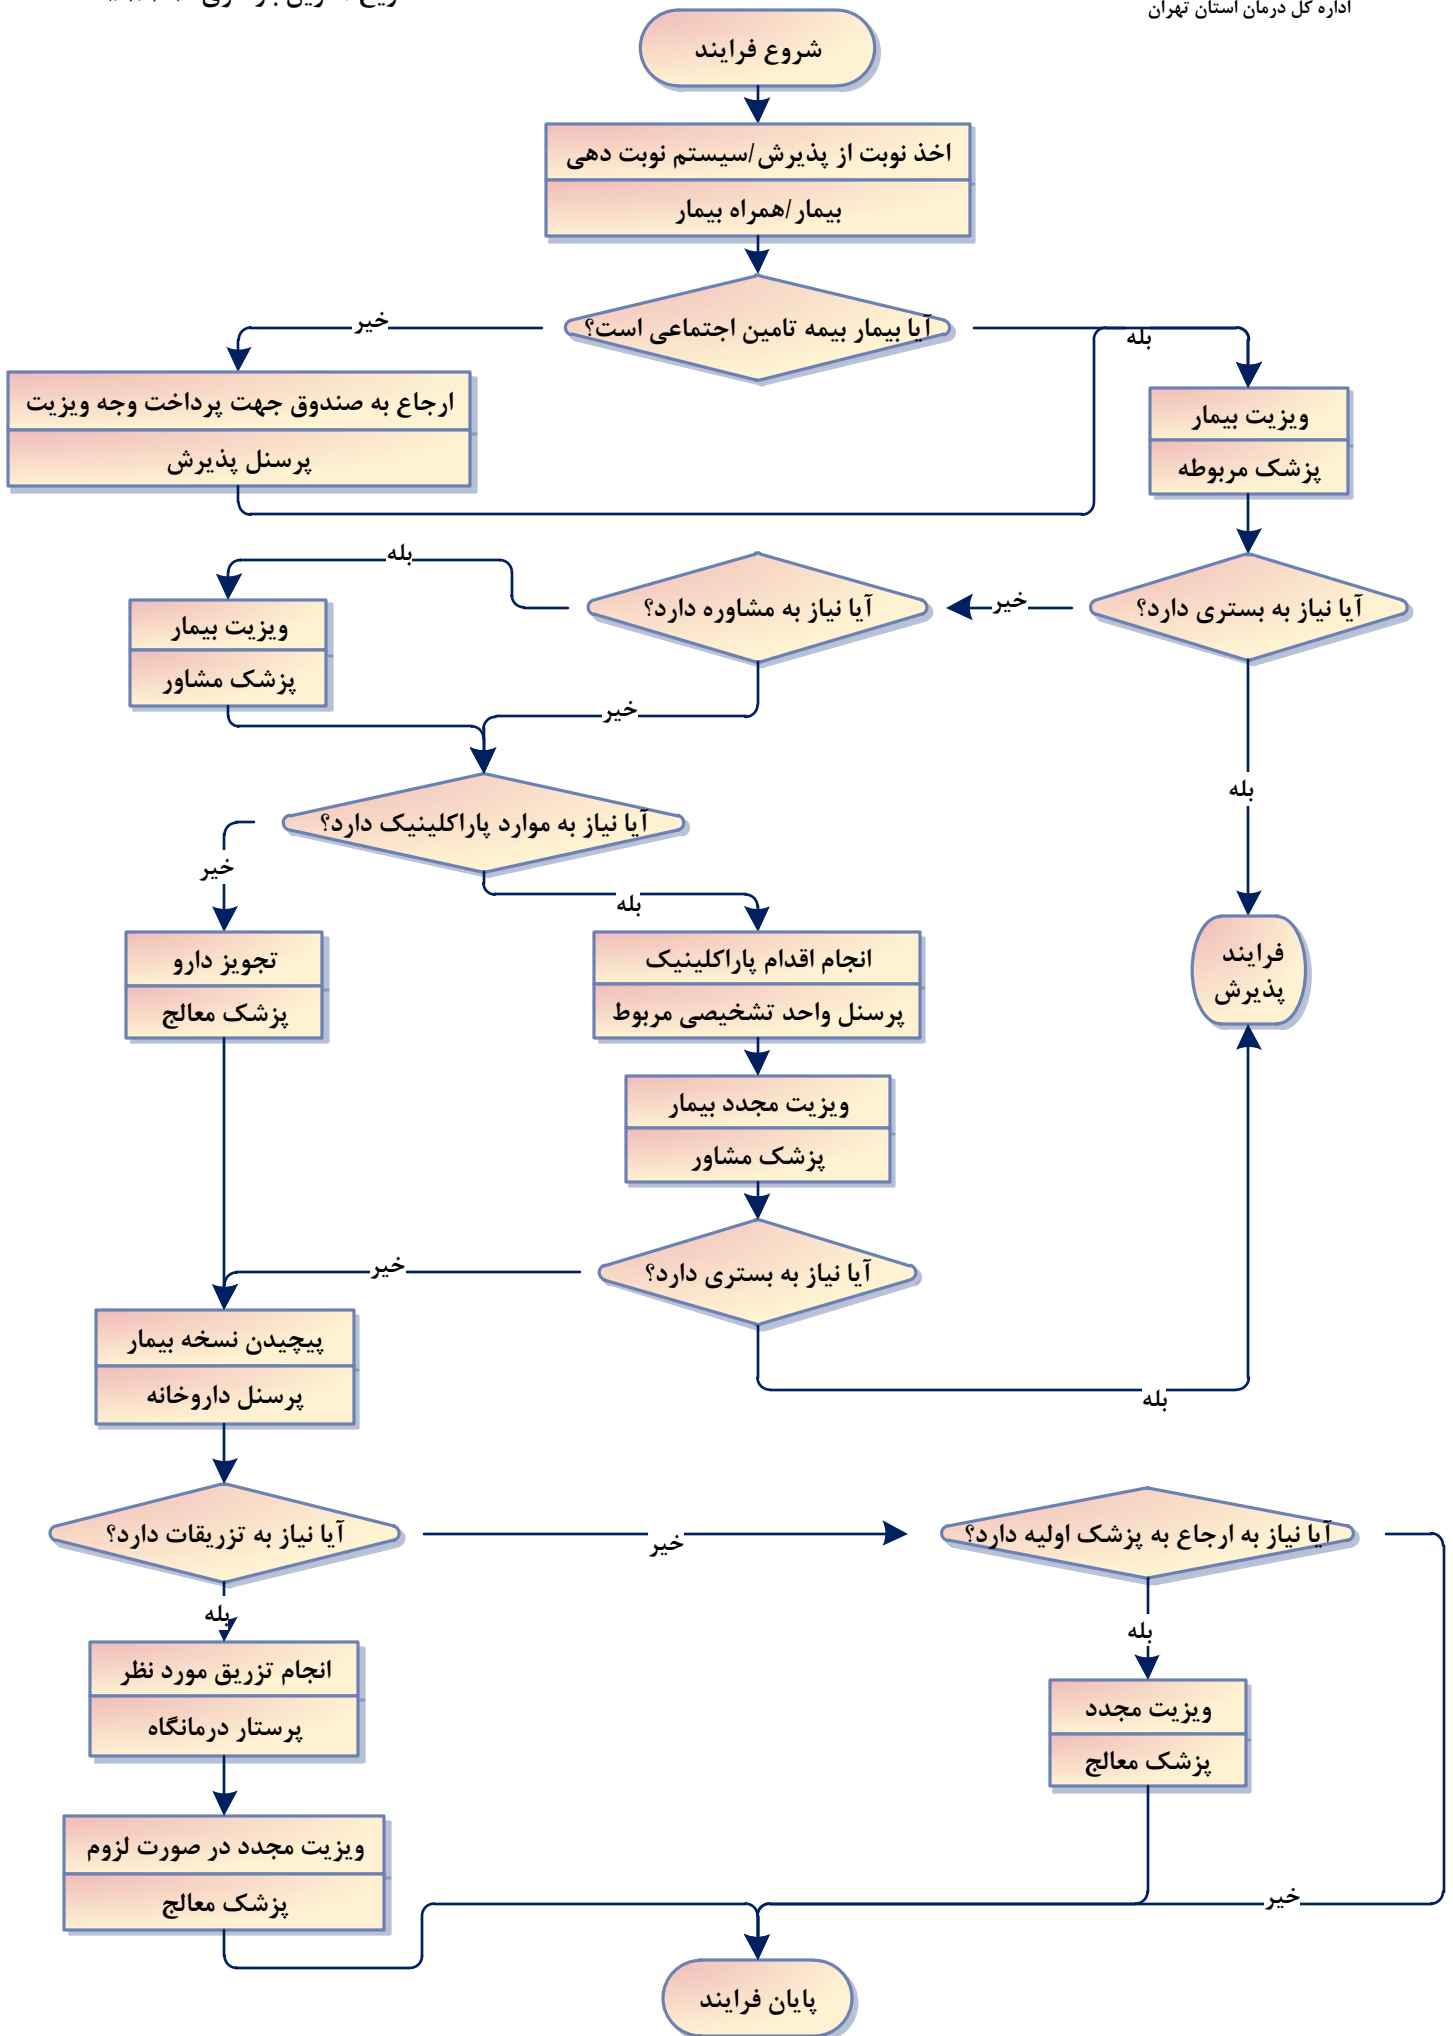 اداره کل درمان استان تهران
شروع فرایند
اخذ نوبت از پذیرش/سیستم نوبت دهی
بیمار/همراه بیمار
آیا بیمار بیمه تامین اجتماعی است؟
خیر
بله
ارجاع به صندوق جهت پرداخت وجه ویزیت
پرسنل پذیرش
ویزیت بیمار
پزشک مربوطه
آیا نیاز به بستری دارد؟
خیر
آیا نیاز به مشاوره دارد؟
بله
ویزیت بیمار
پزشک مشاور
خیر
بله
آیا نیاز به موارد پاراکلینیک دارد؟
خیر
بله
تجویز دارو
پزشک معالج
انجام اقدام پاراکلینیک
پرسنل واحد تشخیصی مربوط
فرایند
پذیرش
ویزیت مجدد بیمار
پزشک مشاور
آیا نیاز به بستری دارد؟
خیر
بله
پیچیدن نسخه بیمار
پرسنل داروخانه
آیا نیاز به تزریقات دارد؟
خیر
آیا نیاز به ارجاع به پزشک اولیه دارد؟
بله
بله
انجام تزریق مورد نظر
پرستار درمانگاه
ویزیت مجدد
پزشک معالج
ویزیت مجدد در صورت لزوم
پزشک معالج
خیر
پایان فرایند